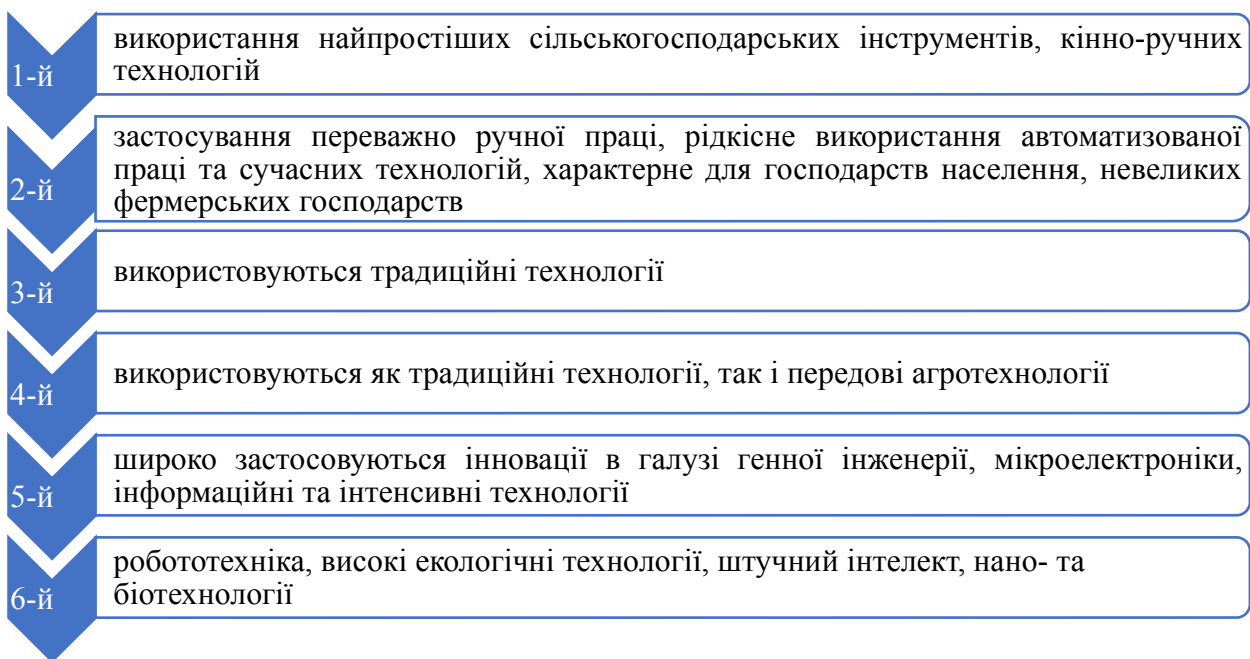 1-й
використання найпростіших сільськогосподарських інструментів, кінно-ручних
технологій
2-й
застосування переважно ручної праці, рідкісне використання автоматизованої
праці та сучасних технологій, характерне для господарств населення, невеликих
фермерських господарств
3-й
використовуються традиційні технології
4-й
використовуються як традиційні технології, так і передові агротехнології
5-й
широко застосовуються інновації в галузі генної інженерії, мікроелектроніки,
інформаційні та інтенсивні технології
6-й
робототехніка, високі екологічні технології, штучний інтелект, нано- та
біотехнології